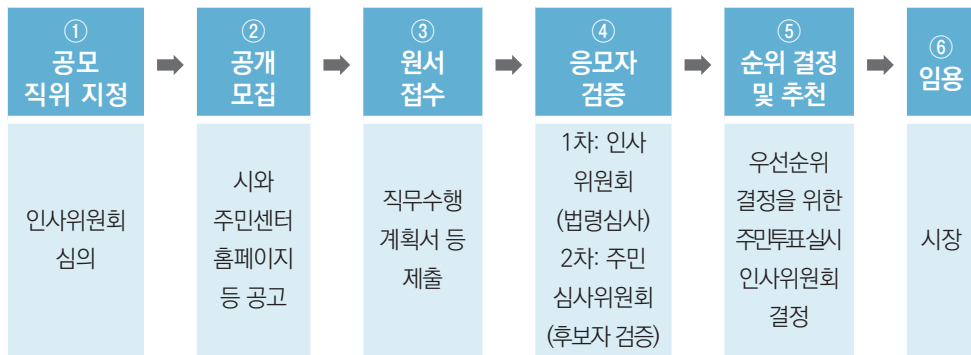 ①
공모
직위 지정
인사위원회
심의
②
공개
모집
시와
주민센터
홈페이지
등 공고
③
원서
접수
직무수행
계획서 등
제출
④
응모자
검증
1차: 인사
위원회
(법령심사)
2차: 주민
심사위원회
(후보자 검증)
⑤
순위 결정
및 추천
우선순위
결정을 위한
주민투표실시
인사위원회
결정
⑥
임용
시장